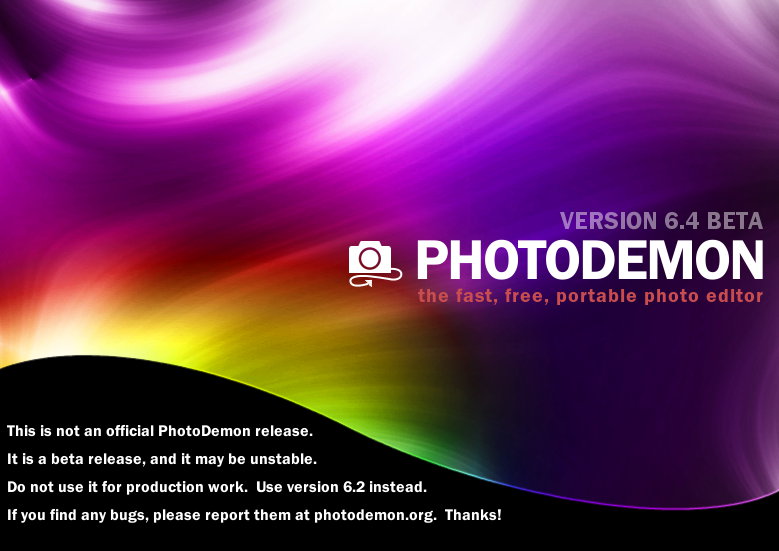 VERSION 6.4 BETA
PHOTODEMON
the fast, free, portable photo editor
This is not an official PhotoDemon release.
It is a beta release, and it may be unstable.
Do not use it for production work.  Use version 6.2 instead.
If you find any bugs, please report them at photodemon.org.  Thanks!